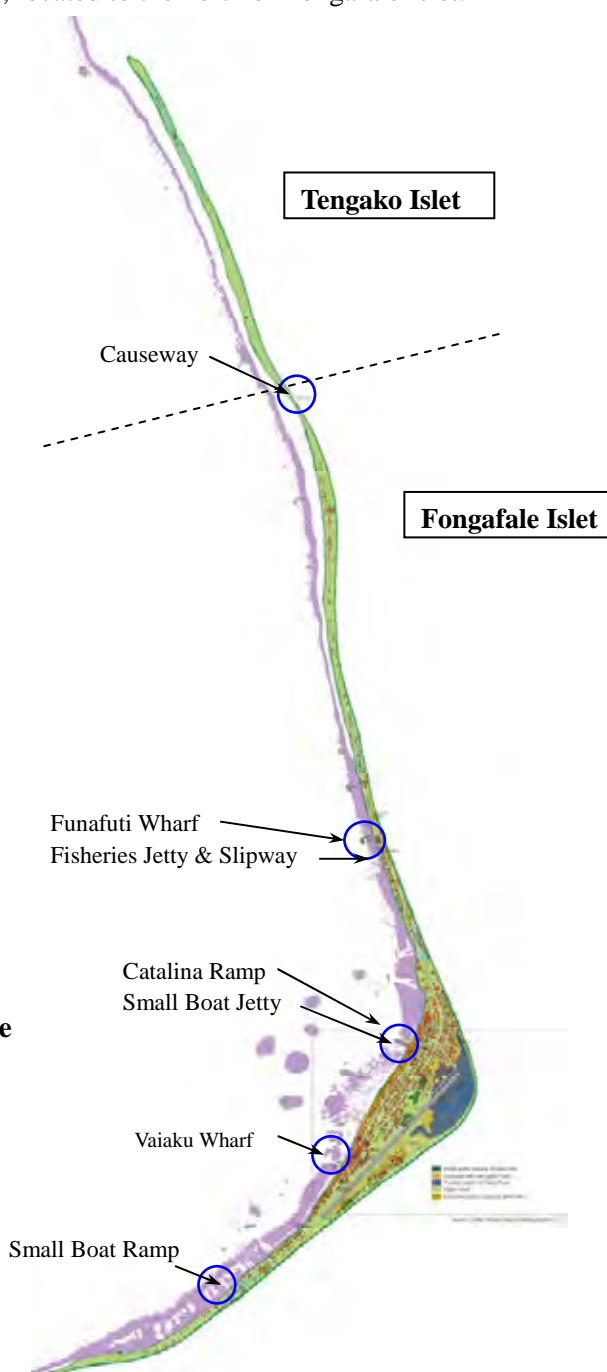 Tengako Islet
Causeway
Fongafale Islet
Funafuti Wharf
Fisheries Jetty & Slipway
Catalina Ramp
Small Boat Jetty
e
Vaiaku Wharf
Small Boat Ramp